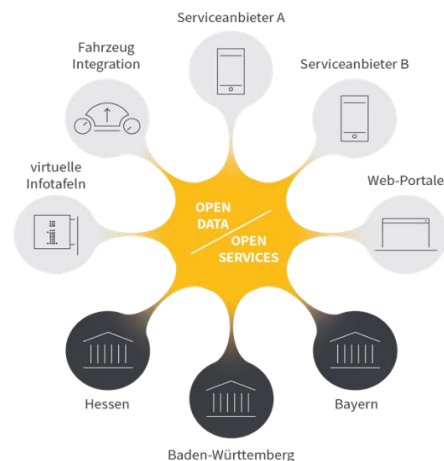 Serviceanbieter A
Fahrzeug
Integration
Serviceanbieter B
virtuelle
Infotafeln
Web-Portale
OPEN
DATA
OPEN
SERVICES
Hessen
Bayern
Baden-Württemberg